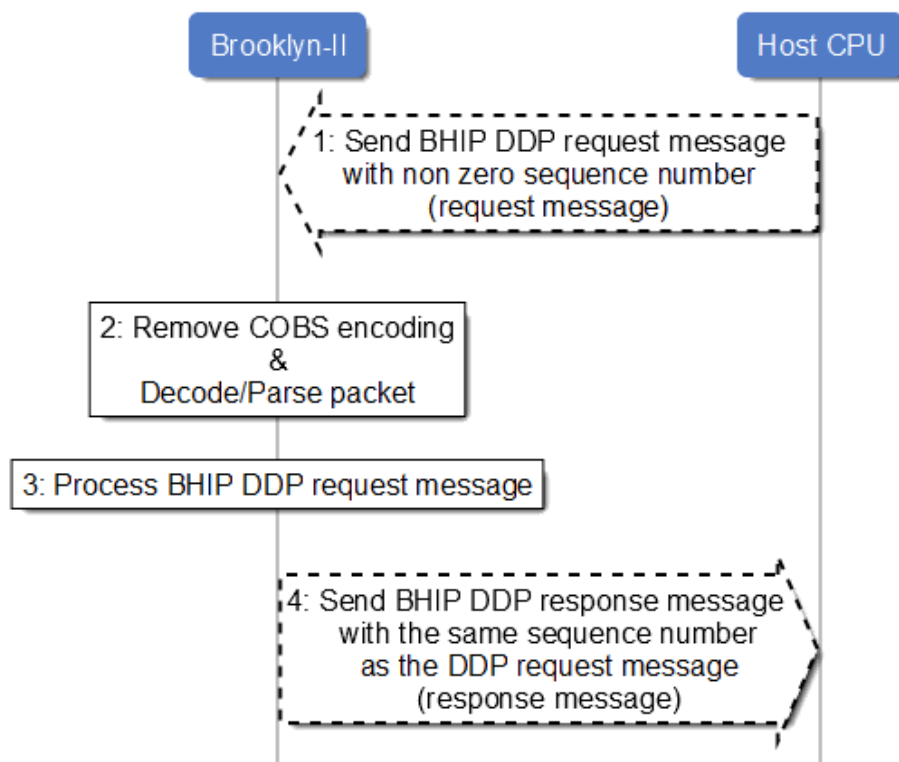 Brooklyn-II
Host CPU
1: Send BHIP DDP request message
with non zero sequence number
(request message)
2: Remove COBS encoding
&
Decode/Parse packet
3: Process BHIP DDP request message
4: Send BHIP DDP response message
with the same sequence number
as the DDP request message
(response message)